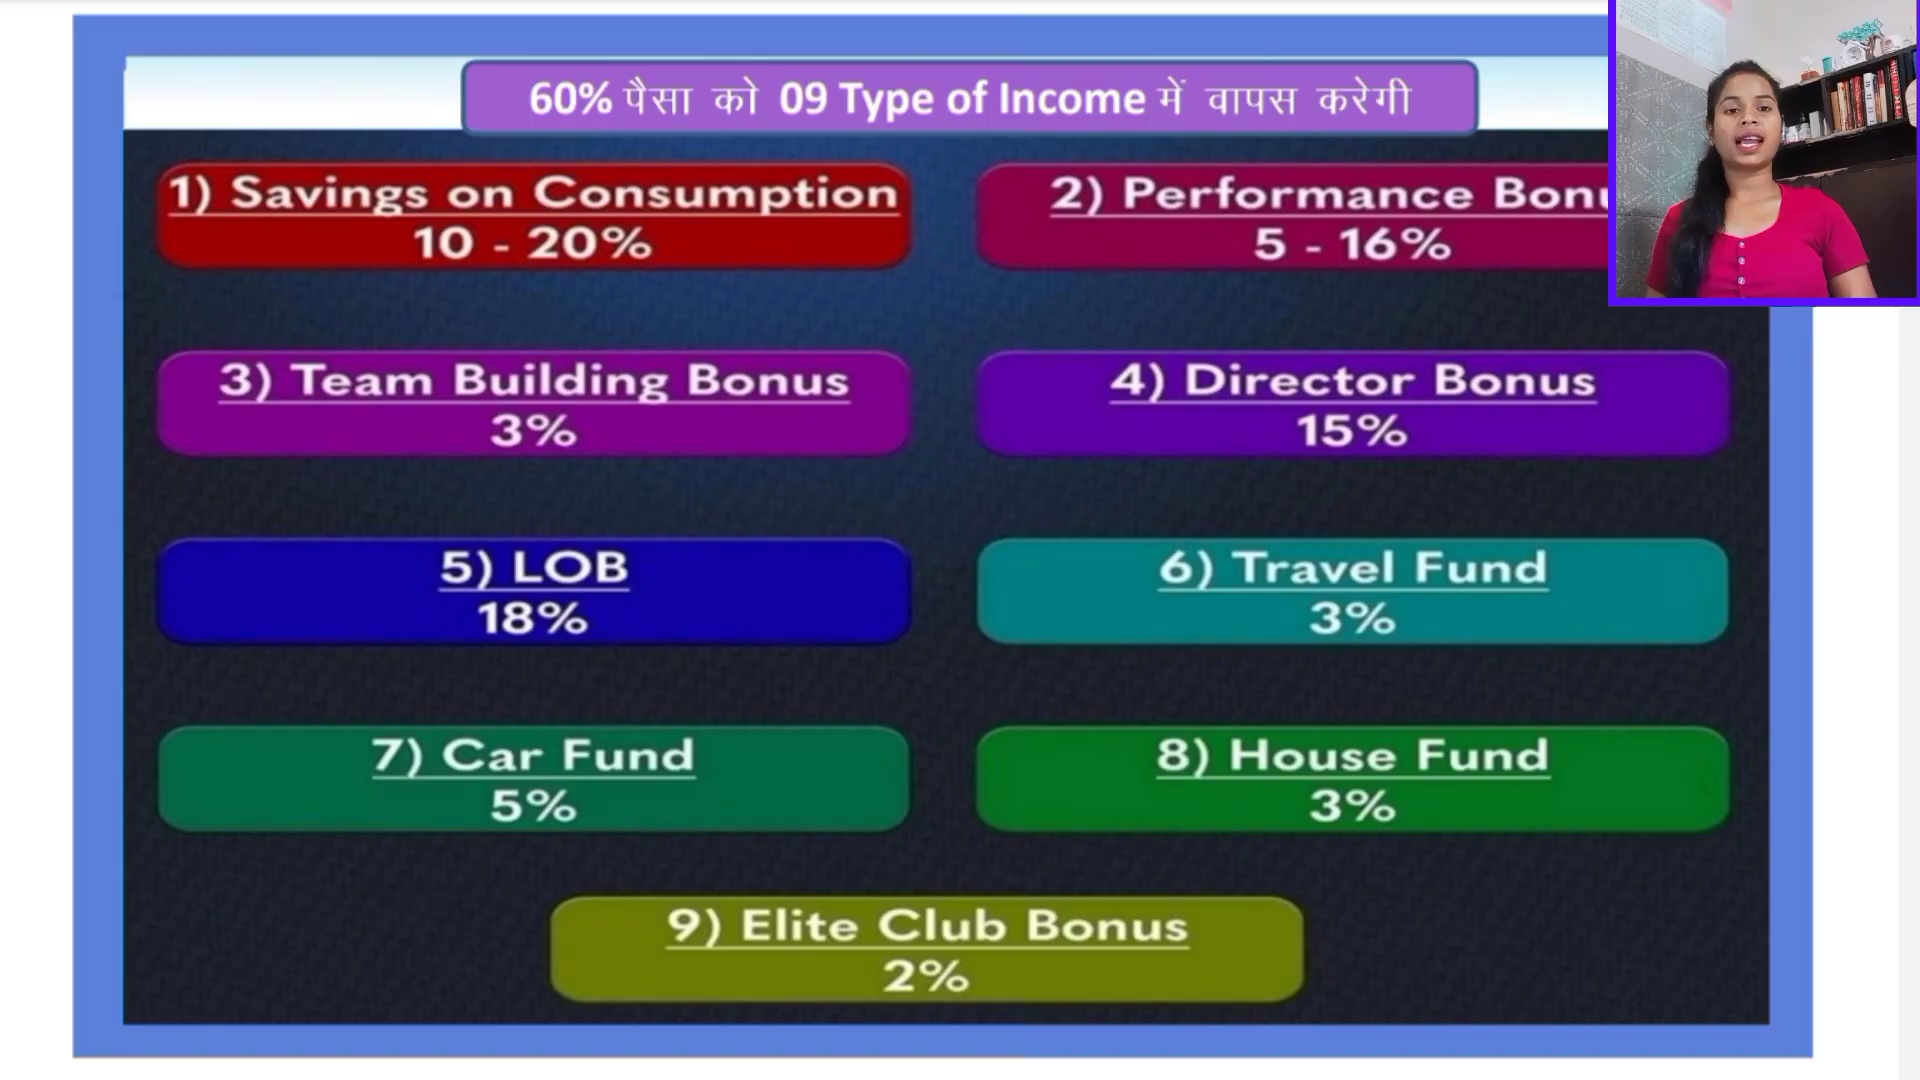 60% पैसा को 09 Type of Income में वापस करेगी
1) Savings on Consumption
10 - 20%
2) Performance
5 - 16%
3) Team Building Bonus
3%
4) Director Bonus
15%
5) LOB
18%
6) Travel Fund
3%
7) Car Fund
5%
8) House Fund
3%
9) Elite Club Bonus
2%